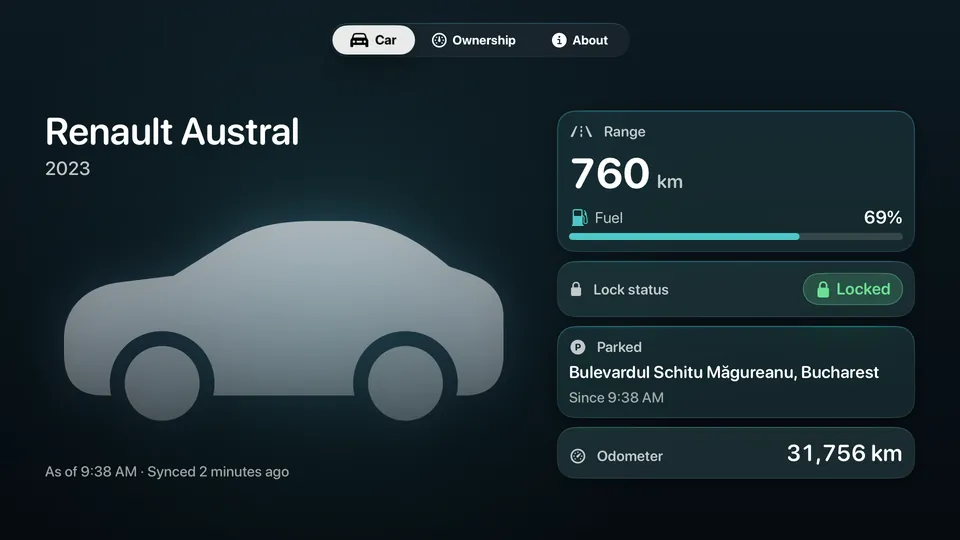 Car
Ownership
About
Renault Austral
2023
Range
760 km
Fuel
69%
Lock status
Locked
P
Parked
Bulevardul Schitu Măgureanu, Bucharest
Since 9:38 AM
Odometer
31,756 km
As of 9:38 AM · Synced 2 minutes ago